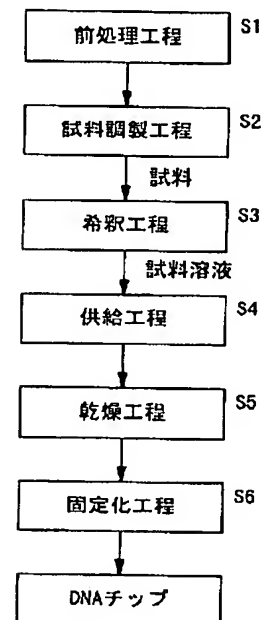 前処理工程 S1
試料調製工程 S2
試料
希釈工程 S3
試料溶液
供給工程 S4
乾燥工程 S5
固定化工程 S6
DNAチップ